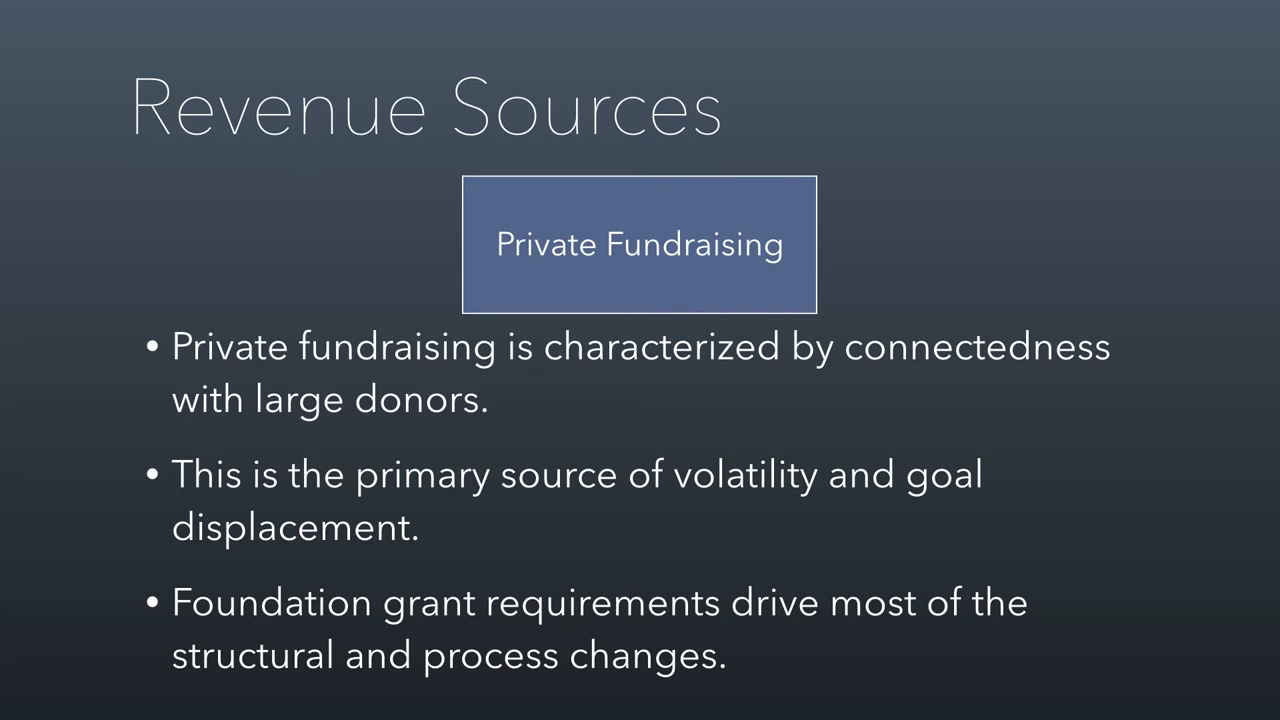 Revenue Sources
Private Fundraising
• Private fundraising is characterized by connectedness
with large donors.
• This is the primary source of volatility and goal
displacement.
• Foundation grant requirements drive most of the
structural and process changes.